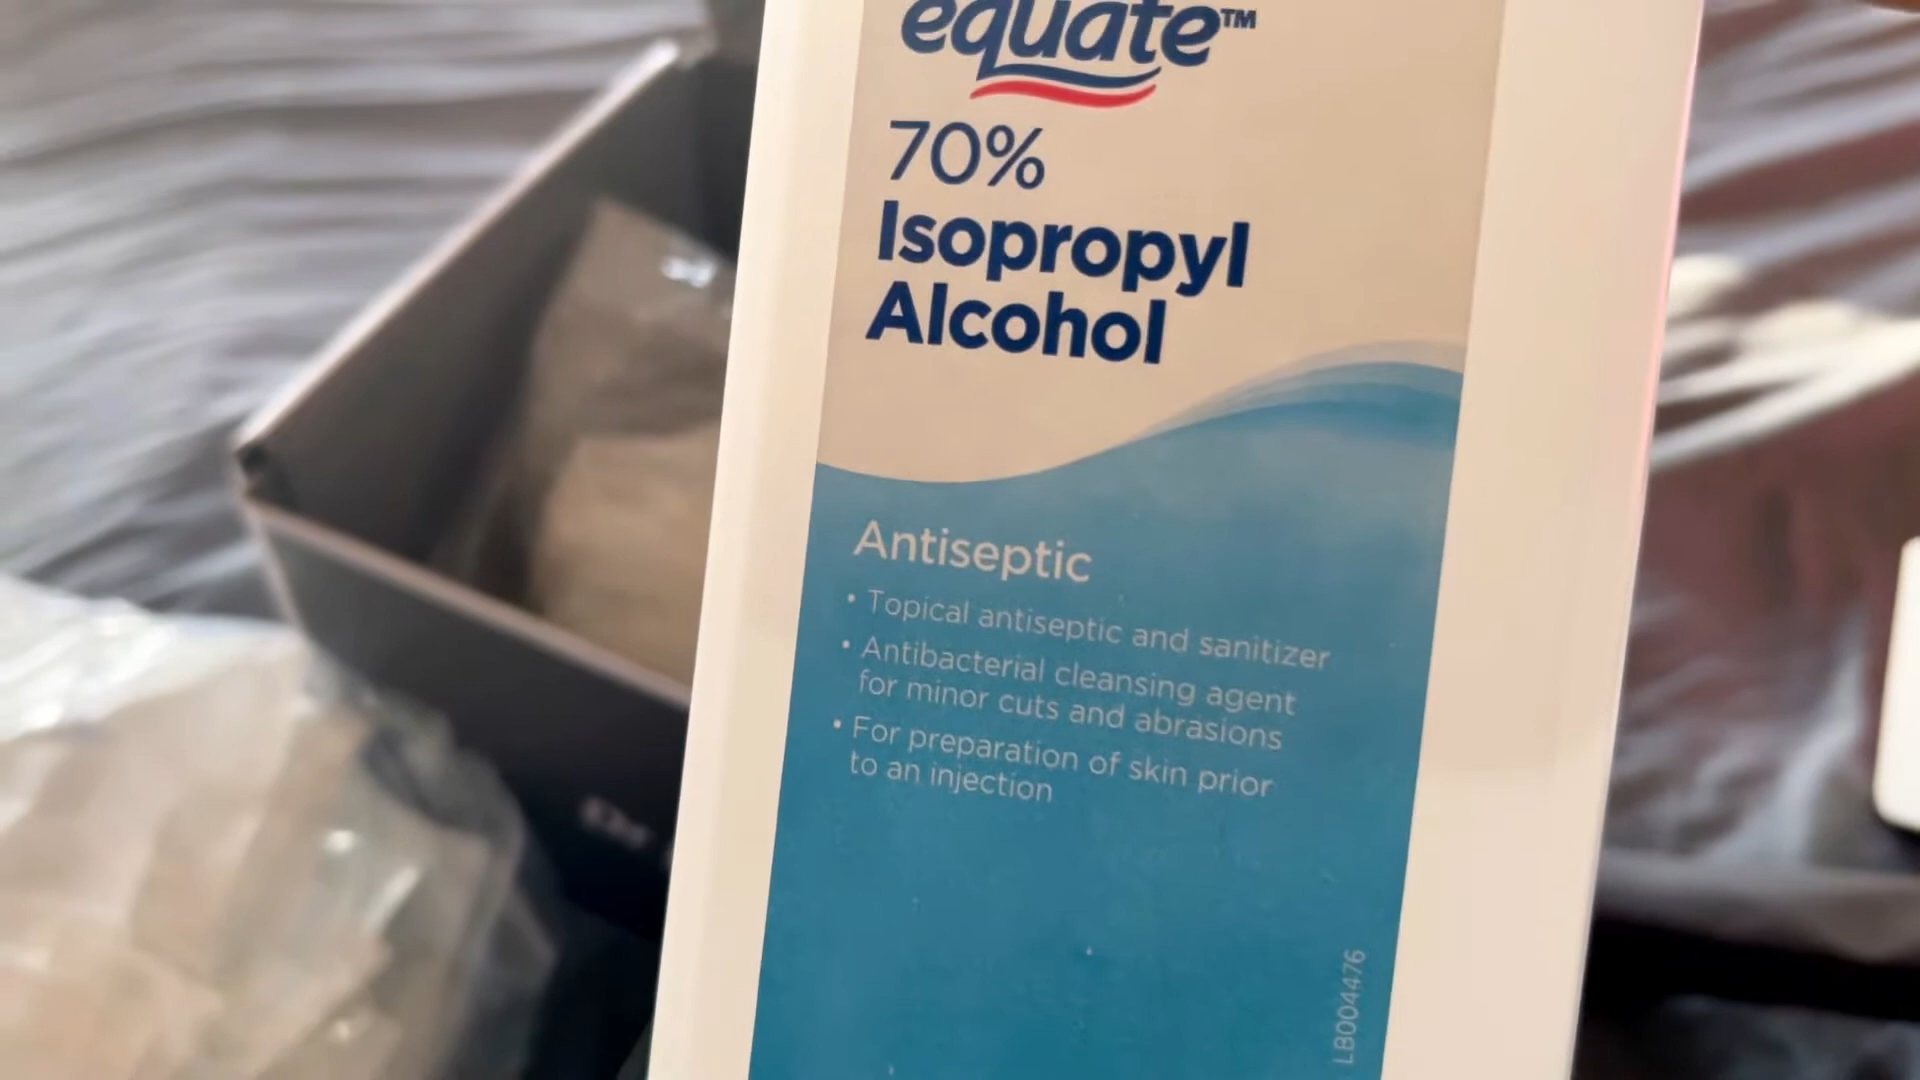 equate™
70%
Isopropyl
Alcohol
Antiseptic
• Topical antiseptic and sanitizer
• Antibacterial cleansing agent
for minor cuts and abrasions
• For preparation of skin prior
to an injection
LB004476